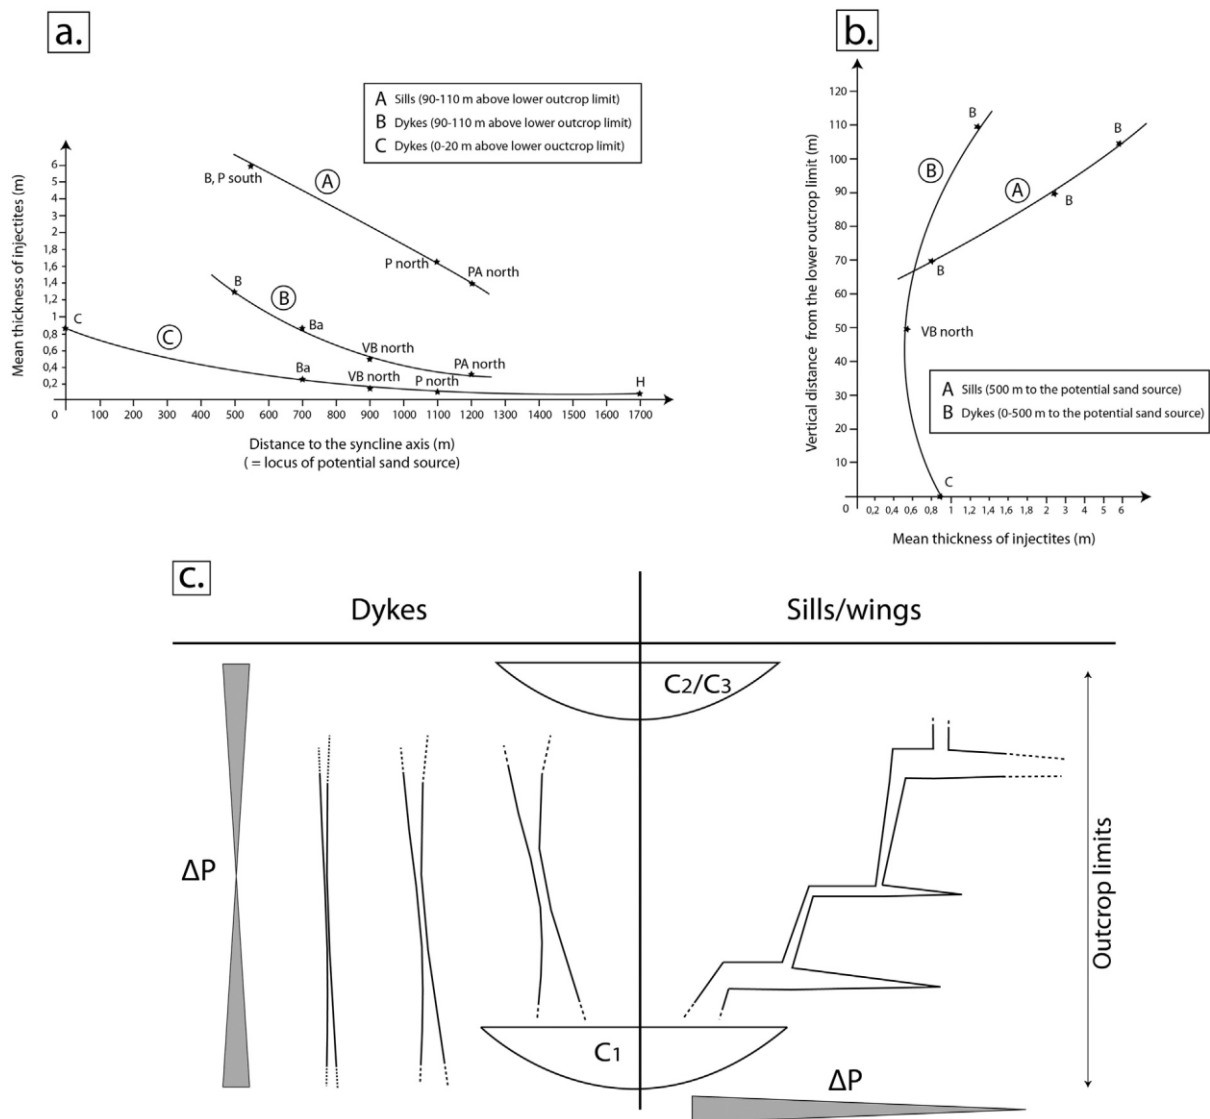 a.
A Sills (90-110 m above lower outcrop limit)
B Dykes (90-110 m above lower outcrop limit)
C Dykes (0-20 m above lower ouctcrop limit)
Mean thickness of injectites (m)
6
5
4
3
2
1,8
1,6
1,4
1,2
1
0,8
0,6
0,4
0,2
B, P south
A
P north
PA north
B
B
Ba
VB north
PA north
C
C
Ba
VB north
P north
H
0 100 200 300 400 500 700 900 1000 1100 1200 1300 1400 1500 1600 1700
Distance to the syncline axis (m)
( = locus of potential sand source)
b.
Vertical distance from the lower outcrop limit (m)
120
110
100
90
80
70
60
50
40
30
20
10
B
B
B
A
B
B
VB north
A Sills (500 m to the potential sand source)
B Dykes (0-500 m to the potential sand source)
C
0 0,2 0,4 0,6 0,8 1 1,2 1,4 1,6 2 3 4 5 6
Mean thickness of injectites (m)
c.
Dykes
Sills/wings
C2/C3
ΔP
Outcrop limits
C1
ΔP